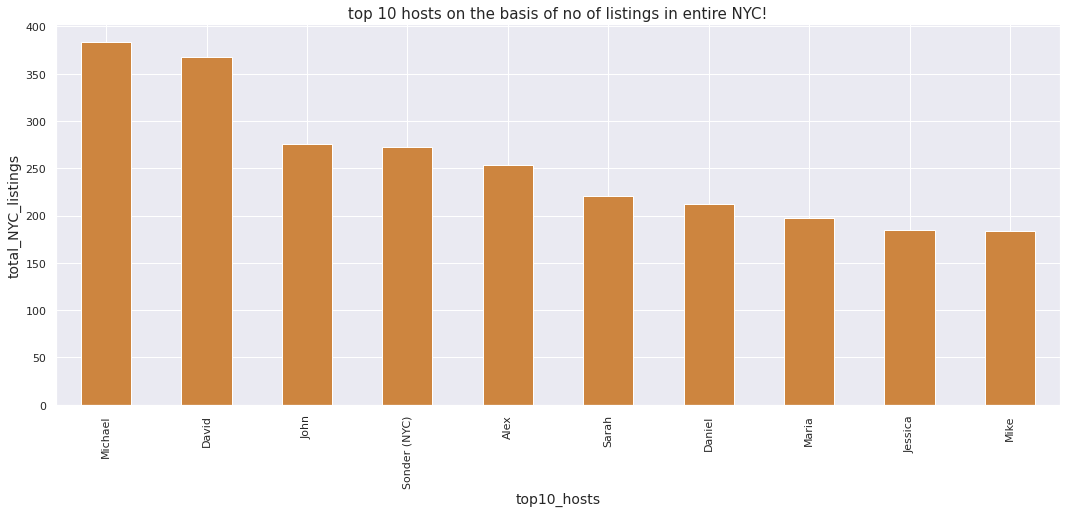 top 10 hosts on the basis of no of listings in entire NYC!
total_NYC_listings
400
350
300
250
200
150
100
50
0
Michael
David
John
Sonder (NYC)
Alex
Sarah
Daniel
Maria
Jessica
Mike
top10_hosts